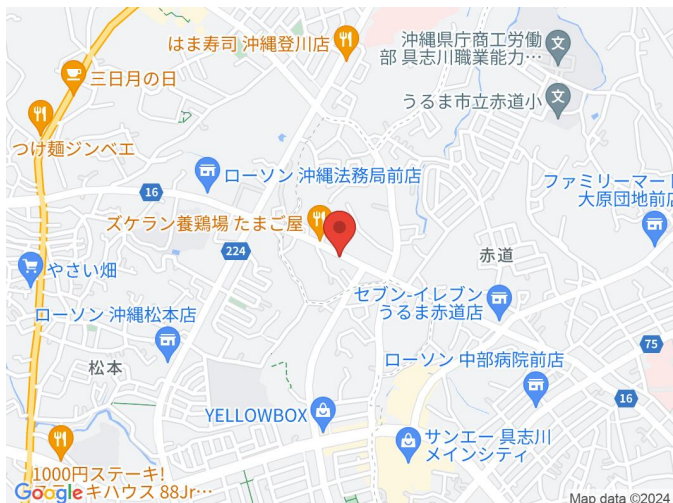 はま寿司 沖縄登川店
沖縄県庁商工労働
部 具志川職業能力…
三日月の日
うるま市立赤道小
つけ麺ジンベエ
ローソン 沖縄法務局前店
ファミリーマート
大原団地前店
16
ズケラン養鶏場 たまご屋
224
赤道
やさい畑
セブン-イレブン
うるま赤道店
ローソン 沖縄松本店
75
ローソン 中部病院前店
松本
16
YELLOWBOX
サンエー 具志川
メインシティ
1000円ステーキ!
キハウス 88Jr…
Google
Map data ©2024